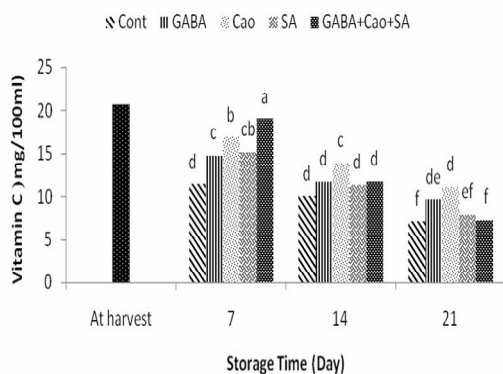 Cont GABA Cao SA GABA+Cao+SA
Vitamin C )mg/100ml)
25
20
15
10
5
0
d c b cb a
d d c d d
f de d ef f
At harvest 7 14 21
Storage Time (Day)